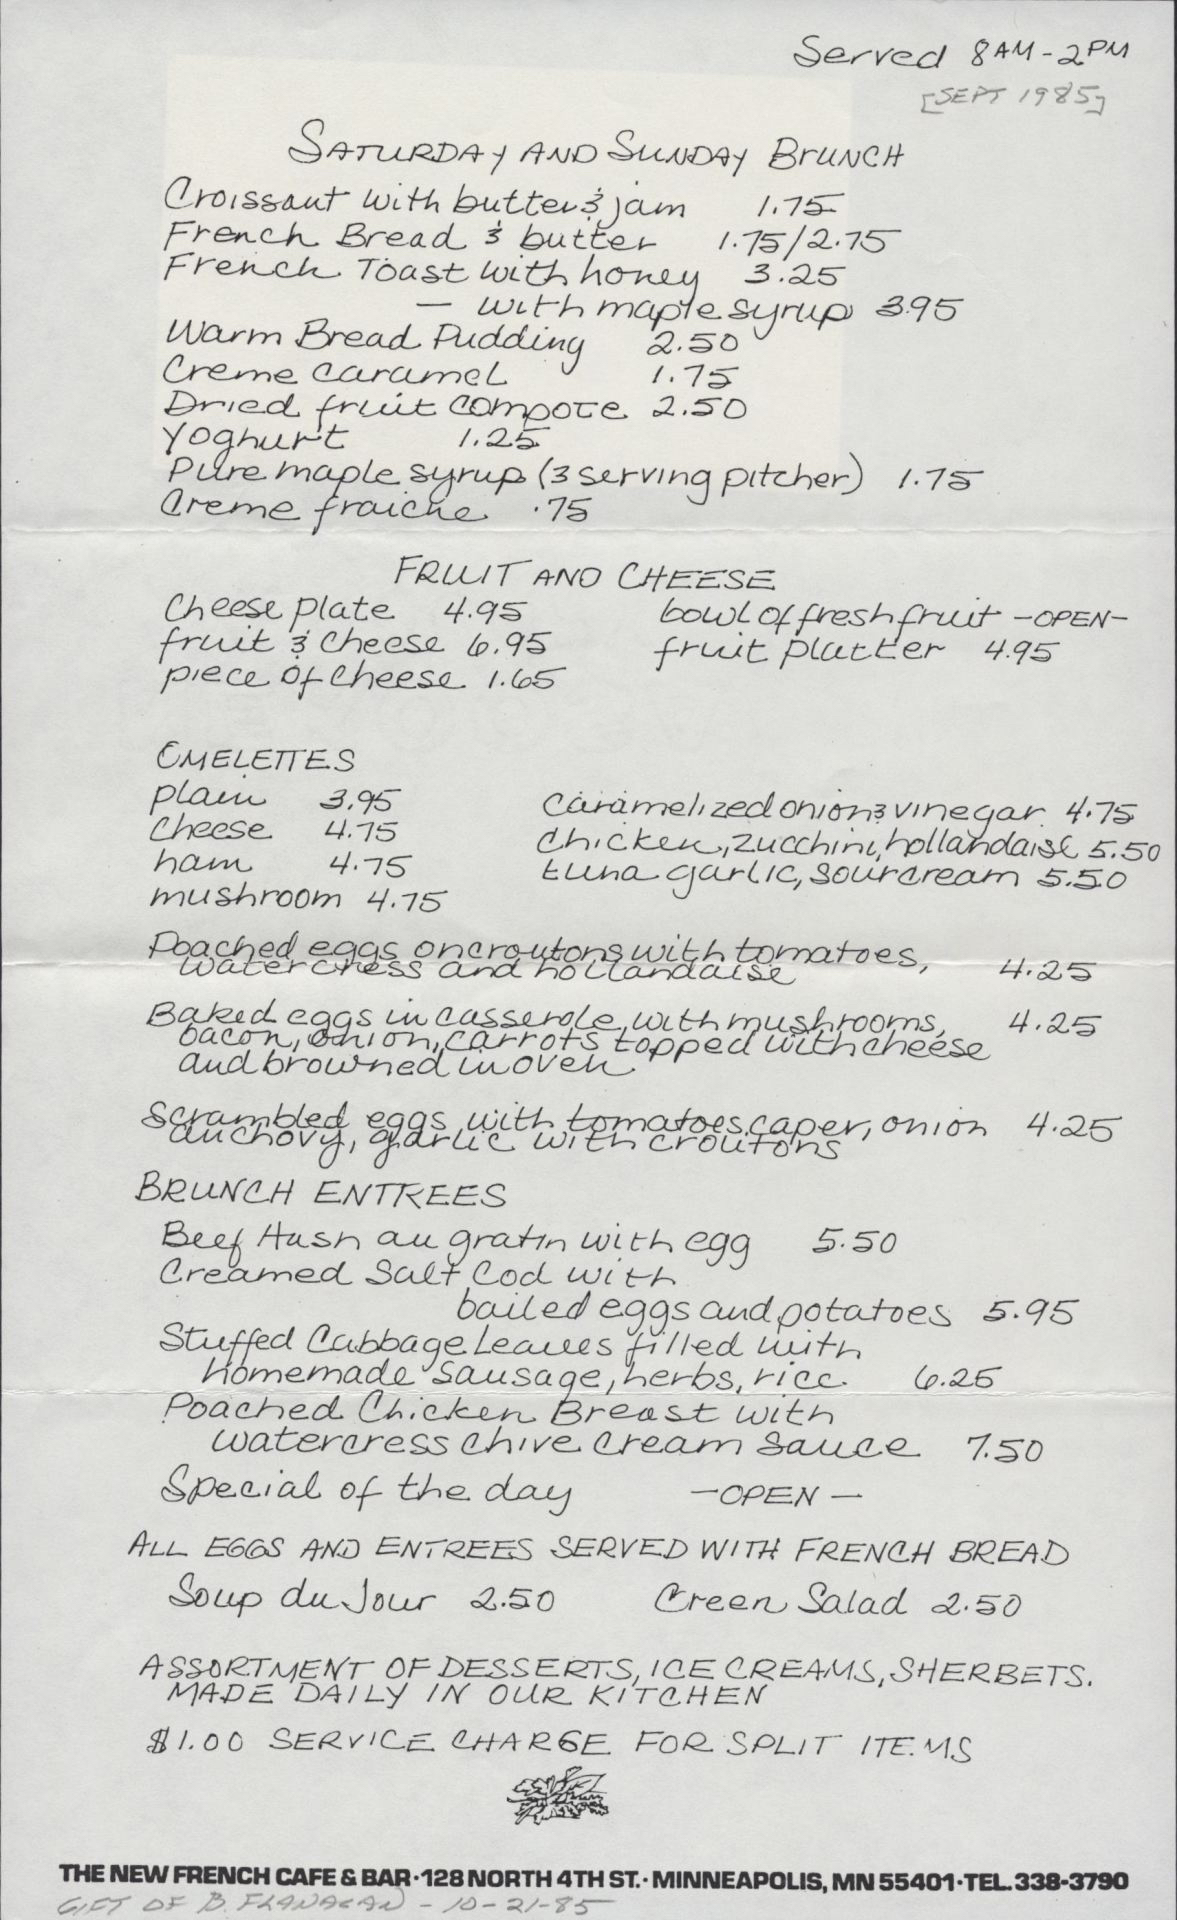 Served 8AM-2PM
[SEPT 1985]
SATURDAY AND SUNDAY BRUNCH
Croissant with butter & jam 1.75
French Bread & butter 1.75/2.75
French Toast with honey 3.25
— with maple syrup 3.95
Warm Bread Pudding 2.50
Creme caramel 1.75
Dried fruit compote 2.50
Yoghurt 1.25
Pure maple syrup (3 serving pitcher) 1.75
Creme fraiche .75
FRUIT AND CHEESE
Cheese plate 4.95 bowl of fresh fruit -OPEN-
fruit & cheese 6.95 fruit platter 4.95
piece of cheese 1.65
OMELETTES
plain 3.95 caramelized onion & vinegar 4.75
cheese 4.75 chicken, zucchini, hollandaise 5.50
ham 4.75 tuna garlic, sour cream 5.50
mushroom 4.75
Poached eggs on croutons with tomatoes,
watercress and hollandaise 4.25
Baked eggs in casserole, with mushrooms, 4.25
bacon, onion, carrots topped with cheese
and browned in oven.
Scrambled eggs with tomatoes, caper, onion 4.25
anchovy, garlic with croutons
BRUNCH ENTREES
Beef Hash au gratin with egg 5.50
Creamed Salt Cod with
bailed eggs and potatoes 5.95
Stuffed Cabbage Leaves filled with
homemade sausage, herbs, rice 6.25
Poached Chicken Breast with
watercress chive cream sauce 7.50
Special of the day —OPEN—
ALL EGGS AND ENTREES SERVED WITH FRENCH BREAD
Soup du Jour 2.50 Green Salad 2.50
ASSORTMENT OF DESSERTS, ICE CREAMS, SHERBETS.
MADE DAILY IN OUR KITCHEN
$1.00 SERVICE CHARGE FOR SPLIT ITEMS
THE NEW FRENCH CAFE & BAR·128 NORTH 4TH ST.·MINNEAPOLIS, MN 55401·TEL. 338-3790
GIFT OF B. FLANAGAN - 10-21-85